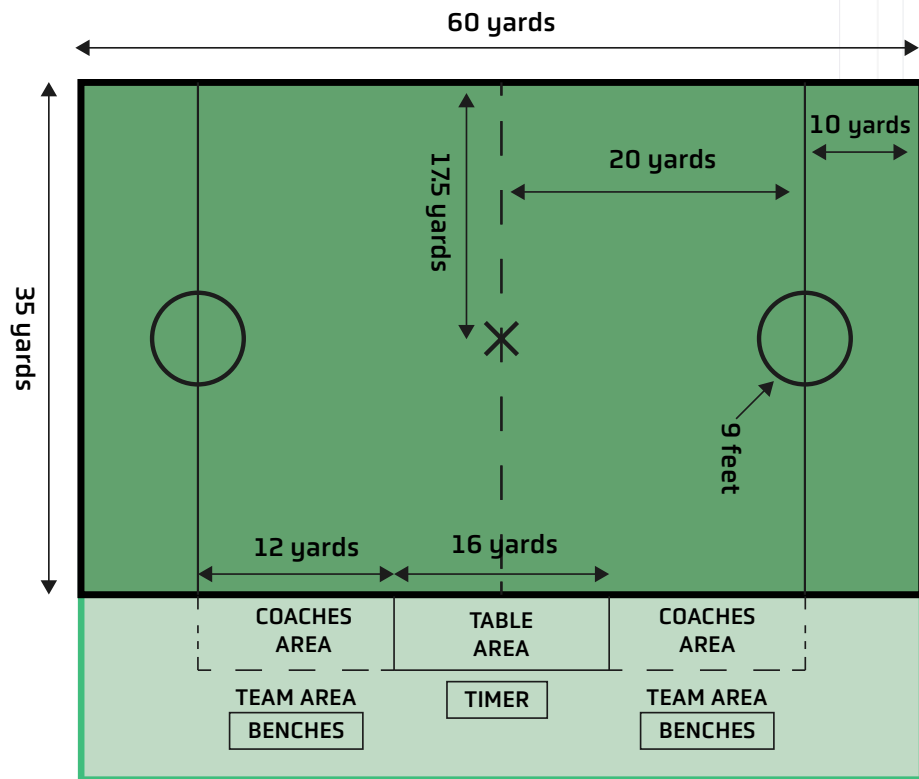 60 yards
10 yards
20 yards
17.5 yards
35 yards
9 feet
12 yards
16 yards
COACHES
AREA
TABLE
AREA
COACHES
AREA
TEAM AREA
BENCHES
TIMER
TEAM AREA
BENCHES